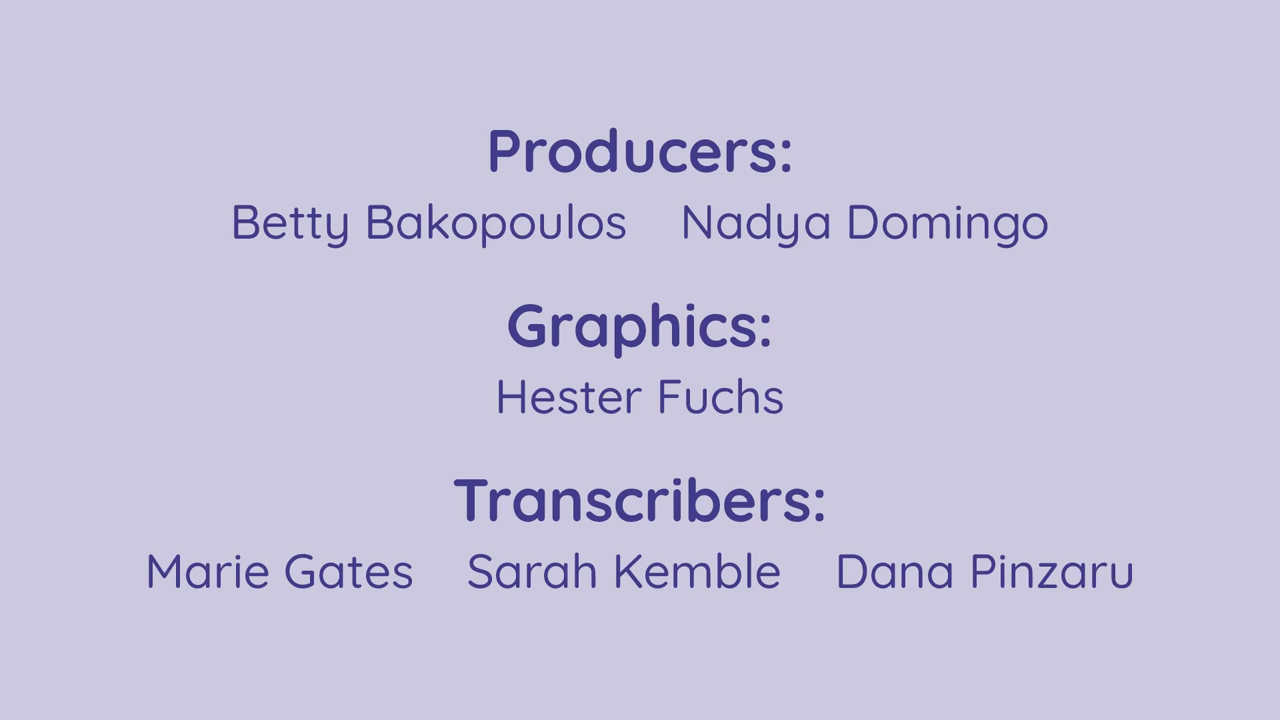 Producers:
Betty Bakopoulos Nadya Domingo
Graphics:
Hester Fuchs
Transcribers:
Marie Gates Sarah Kemble Dana Pinzaru